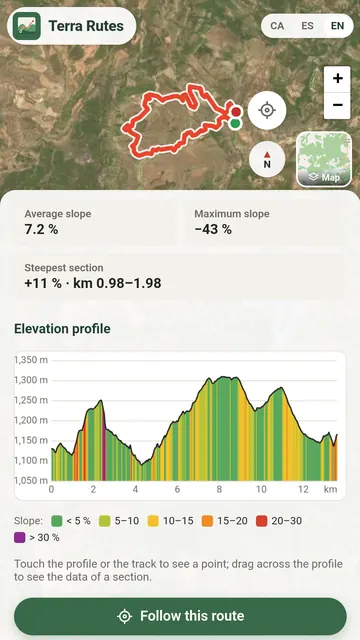 Terra Rutes
CA ES EN
+
−
N
Map
Average slope
7.2 %
Maximum slope
−43 %
Steepest section
+11 % · km 0.98–1.98
Elevation profile
1,350 m
1,300 m
1,250 m
1,200 m
1,150 m
1,100 m
1,050 m
0 2 4 6 8 10 12 km
Slope: < 5 % 5–10 10–15 15–20 20–30
> 30 %
Touch the profile or the track to see a point; drag across the profile
to see the data of a section.
Follow this route